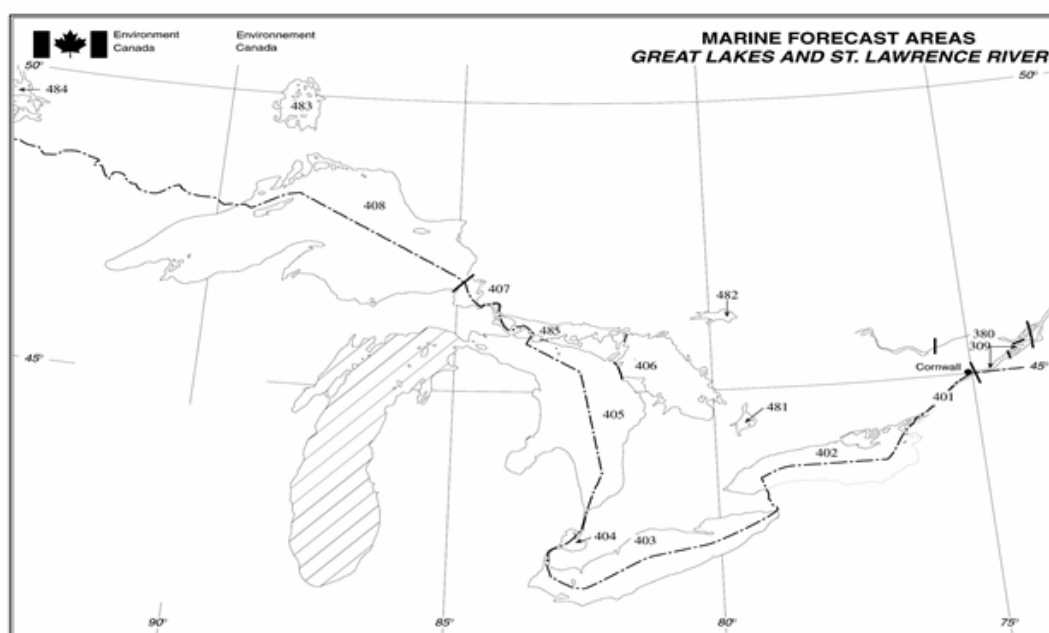 Environment Environnement
Canada Canada
MARINE FORECAST AREAS
GREAT LAKES AND ST. LAWRENCE RIVER
50° 50°
484
483
408
407
482
485
380
309
45° 406 Cornwall 45°
401
405
481
402
404
403
90° 85° 80° 75°